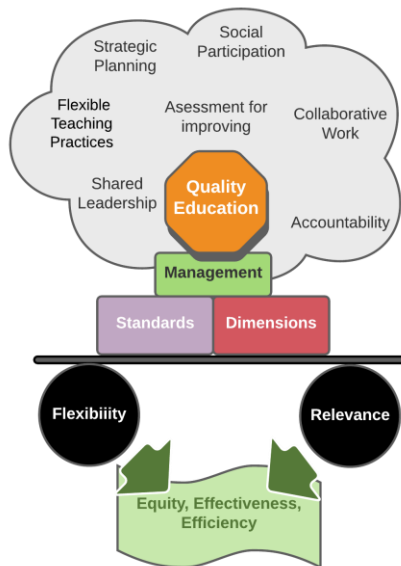 Strategic
Planning
Social
Participation
Flexible
Teaching
Practices
Asessment for
improving
Collaborative
Work
Shared
Leadership
Quality
Education
Accountability
Management
Standards
Dimensions
Flexibiiity
Relevance
Equity, Effectiveness,
Efficiency